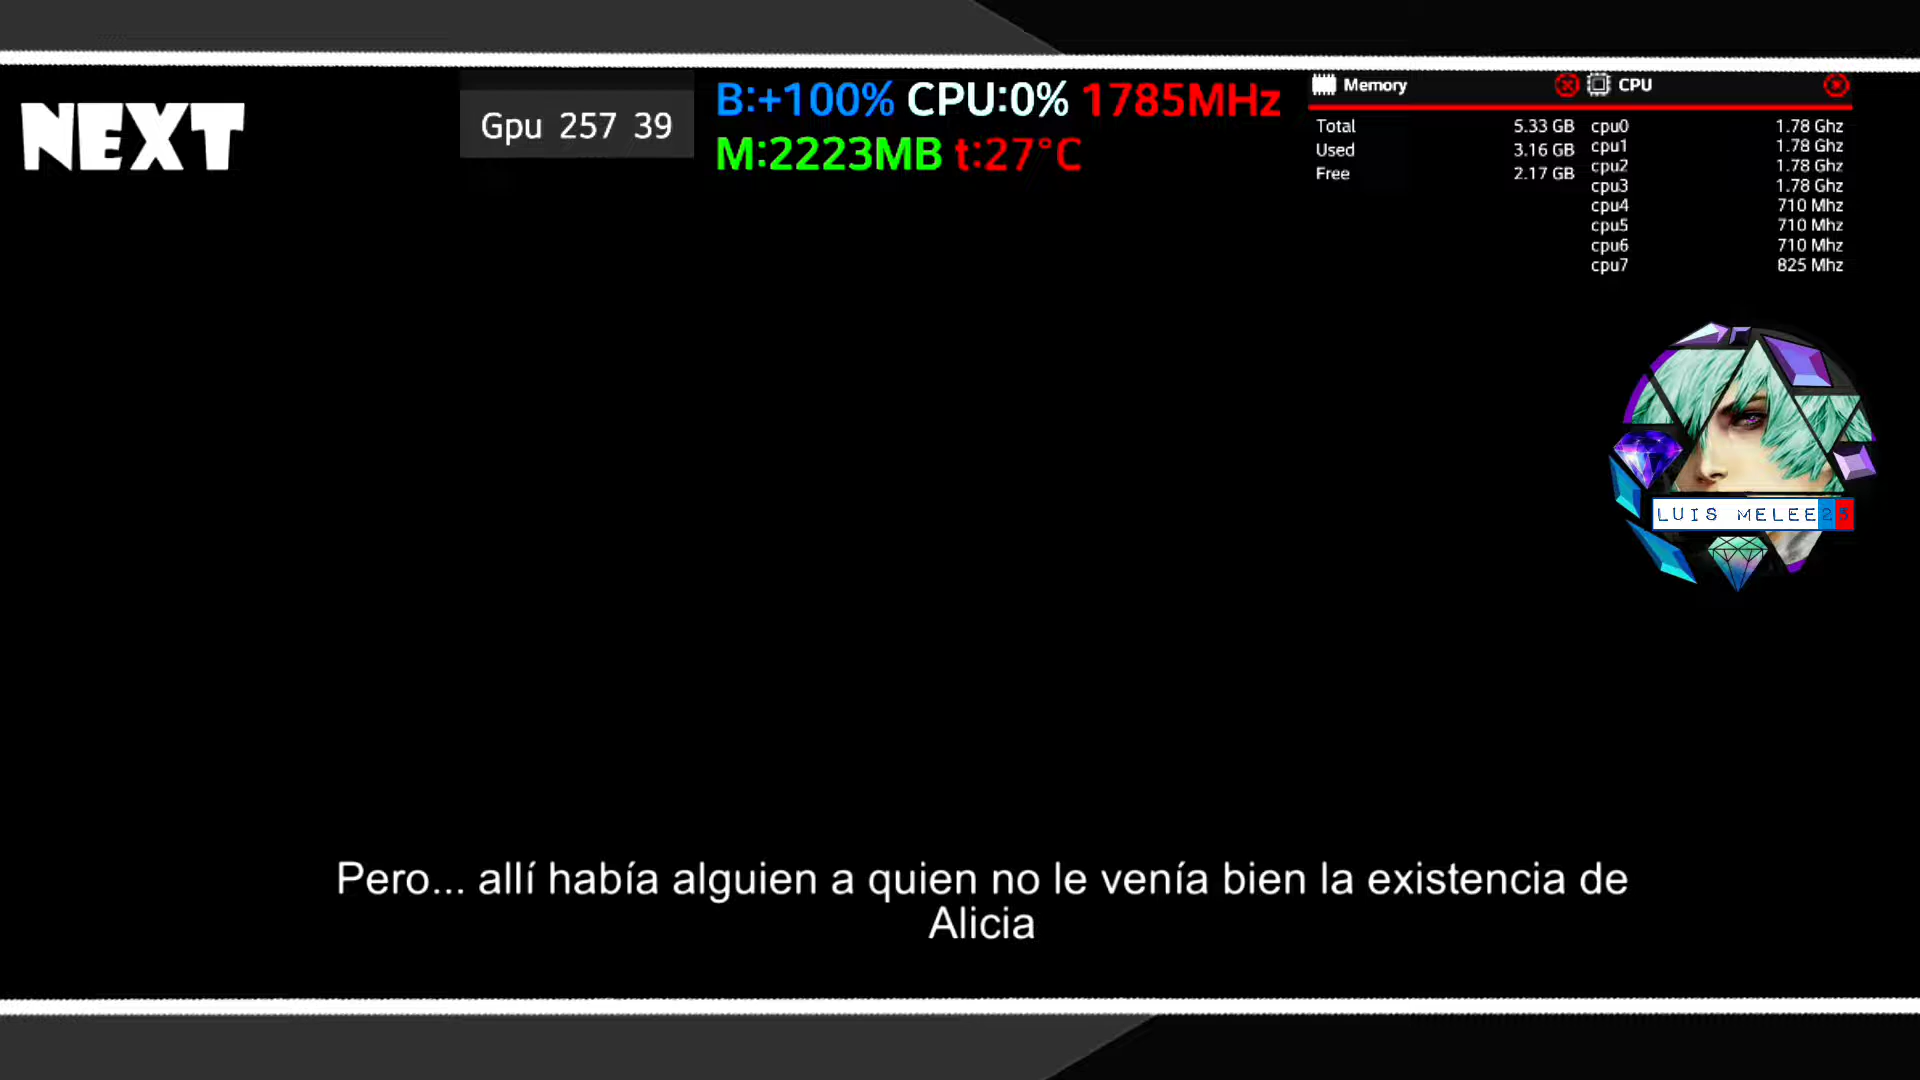 NEXT
Gpu 257 39
B:+100% CPU:0% 1785MHz
M:2223MB t:27°C
Memory
Total 5.33 GB
Used 3.16 GB
Free 2.17 GB
CPU
cpu0 1.78 Ghz
cpu1 1.78 Ghz
cpu2 1.78 Ghz
cpu3 1.78 Ghz
cpu4 710 Mhz
cpu5 710 Mhz
cpu6 710 Mhz
cpu7 825 Mhz
LUIS MELEE25
Pero... allí había alguien a quien no le venía bien la existencia de
Alicia